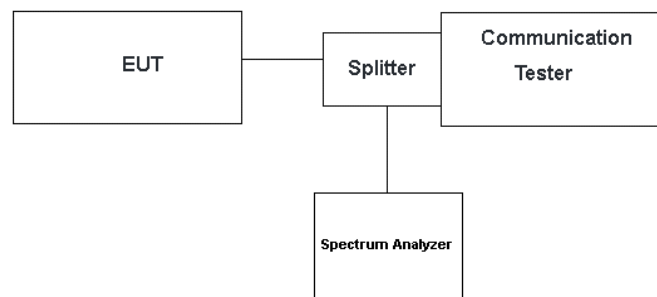 EUT
Splitter
Communication
Tester
Spectrum Analyzer